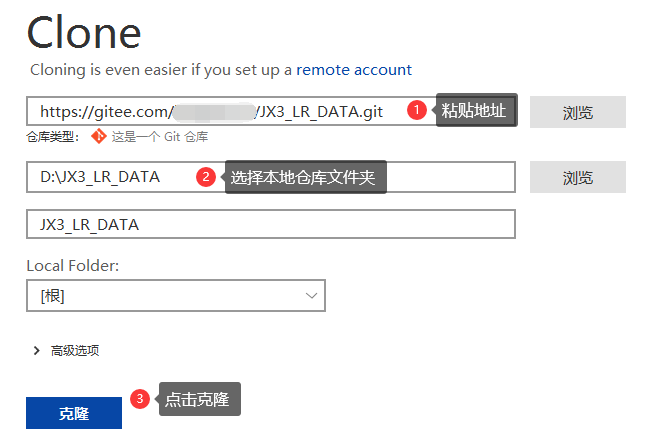 Clone
Cloning is even easier if you set up a remote account
https://gitee.com/ /JX3_LR_DATA.git 1 粘贴地址 浏览
仓库类型: 这是一个 Git 仓库
D:\JX3_LR_DATA 2 选择本地仓库文件夹 浏览
JX3_LR_DATA
Local Folder:
[根]
高级选项
克隆 3 点击克隆